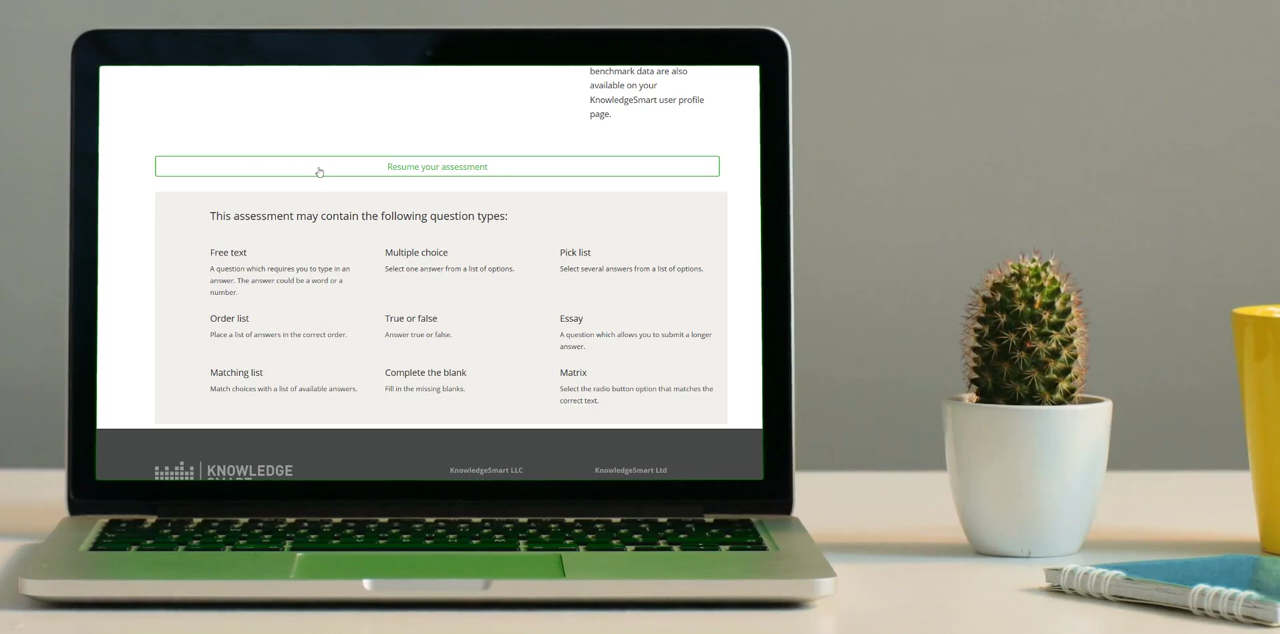 benchmark data are also
available on your
KnowledgeSmart user profile
page.
Resume your assessment
This assessment may contain the following question types:
Free text
A question which requires you to type in an
answer. The answer could be a word or a
number.
Multiple choice
Select one answer from a list of options.
Pick list
Select several answers from a list of options.
Order list
Place a list of answers in the correct order.
True or false
Answer true or false.
Essay
A question which allows you to submit a longer
answer.
Matching list
Match choices with a list of available answers.
Complete the blank
Fill in the missing blanks.
Matrix
Select the radio button option that matches the
correct text.
KNOWLEDGE
SMART
KnowledgeSmart LLC
KnowledgeSmart Ltd